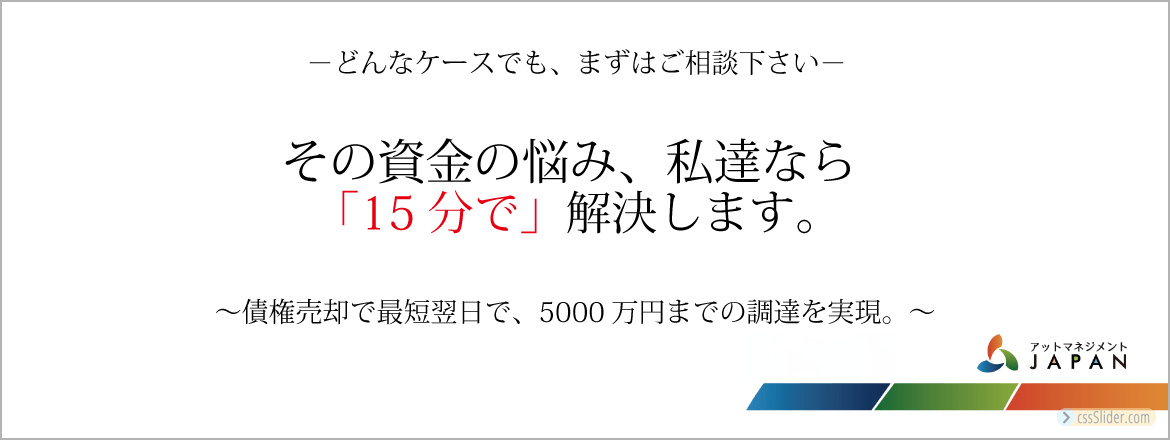 －どんなケースでも、まずはご相談下さい－
その資金の悩み、私達なら
「15分で」解決します。
～債権売却で最短翌日で、5000万円までの調達を実現。～
アットマネジメント
JAPAN
cssSlider.com